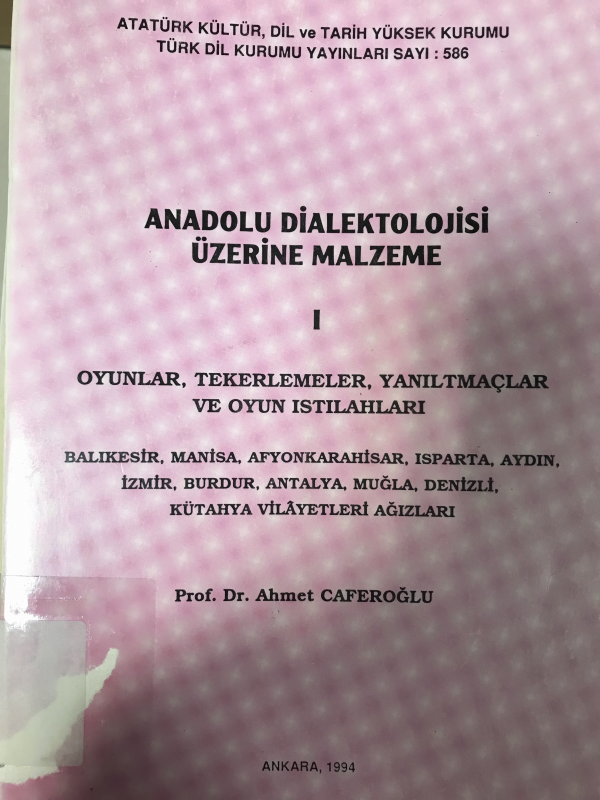 ATATÜRK KÜLTÜR, DİL ve TARİH YÜKSEK KURUMU
TÜRK DİL KURUMU YAYINLARI SAYI : 586
ANADOLU DİALEKTOLOJİSİ
ÜZERİNE MALZEME
I
OYUNLAR, TEKERLEMELER, YANILTMAÇLAR
VE OYUN ISTILAHLARI
BALIKESİR, MANİSA, AFYONKARAHİSAR, ISPARTA, AYDIN,
İZMİR, BURDUR, ANTALYA, MUĞLA, DENİZLİ,
KÜTAHYA VİLÂYETLERİ AĞIZLARI
Prof. Dr. Ahmet CAFEROĞLU
ANKARA, 1994